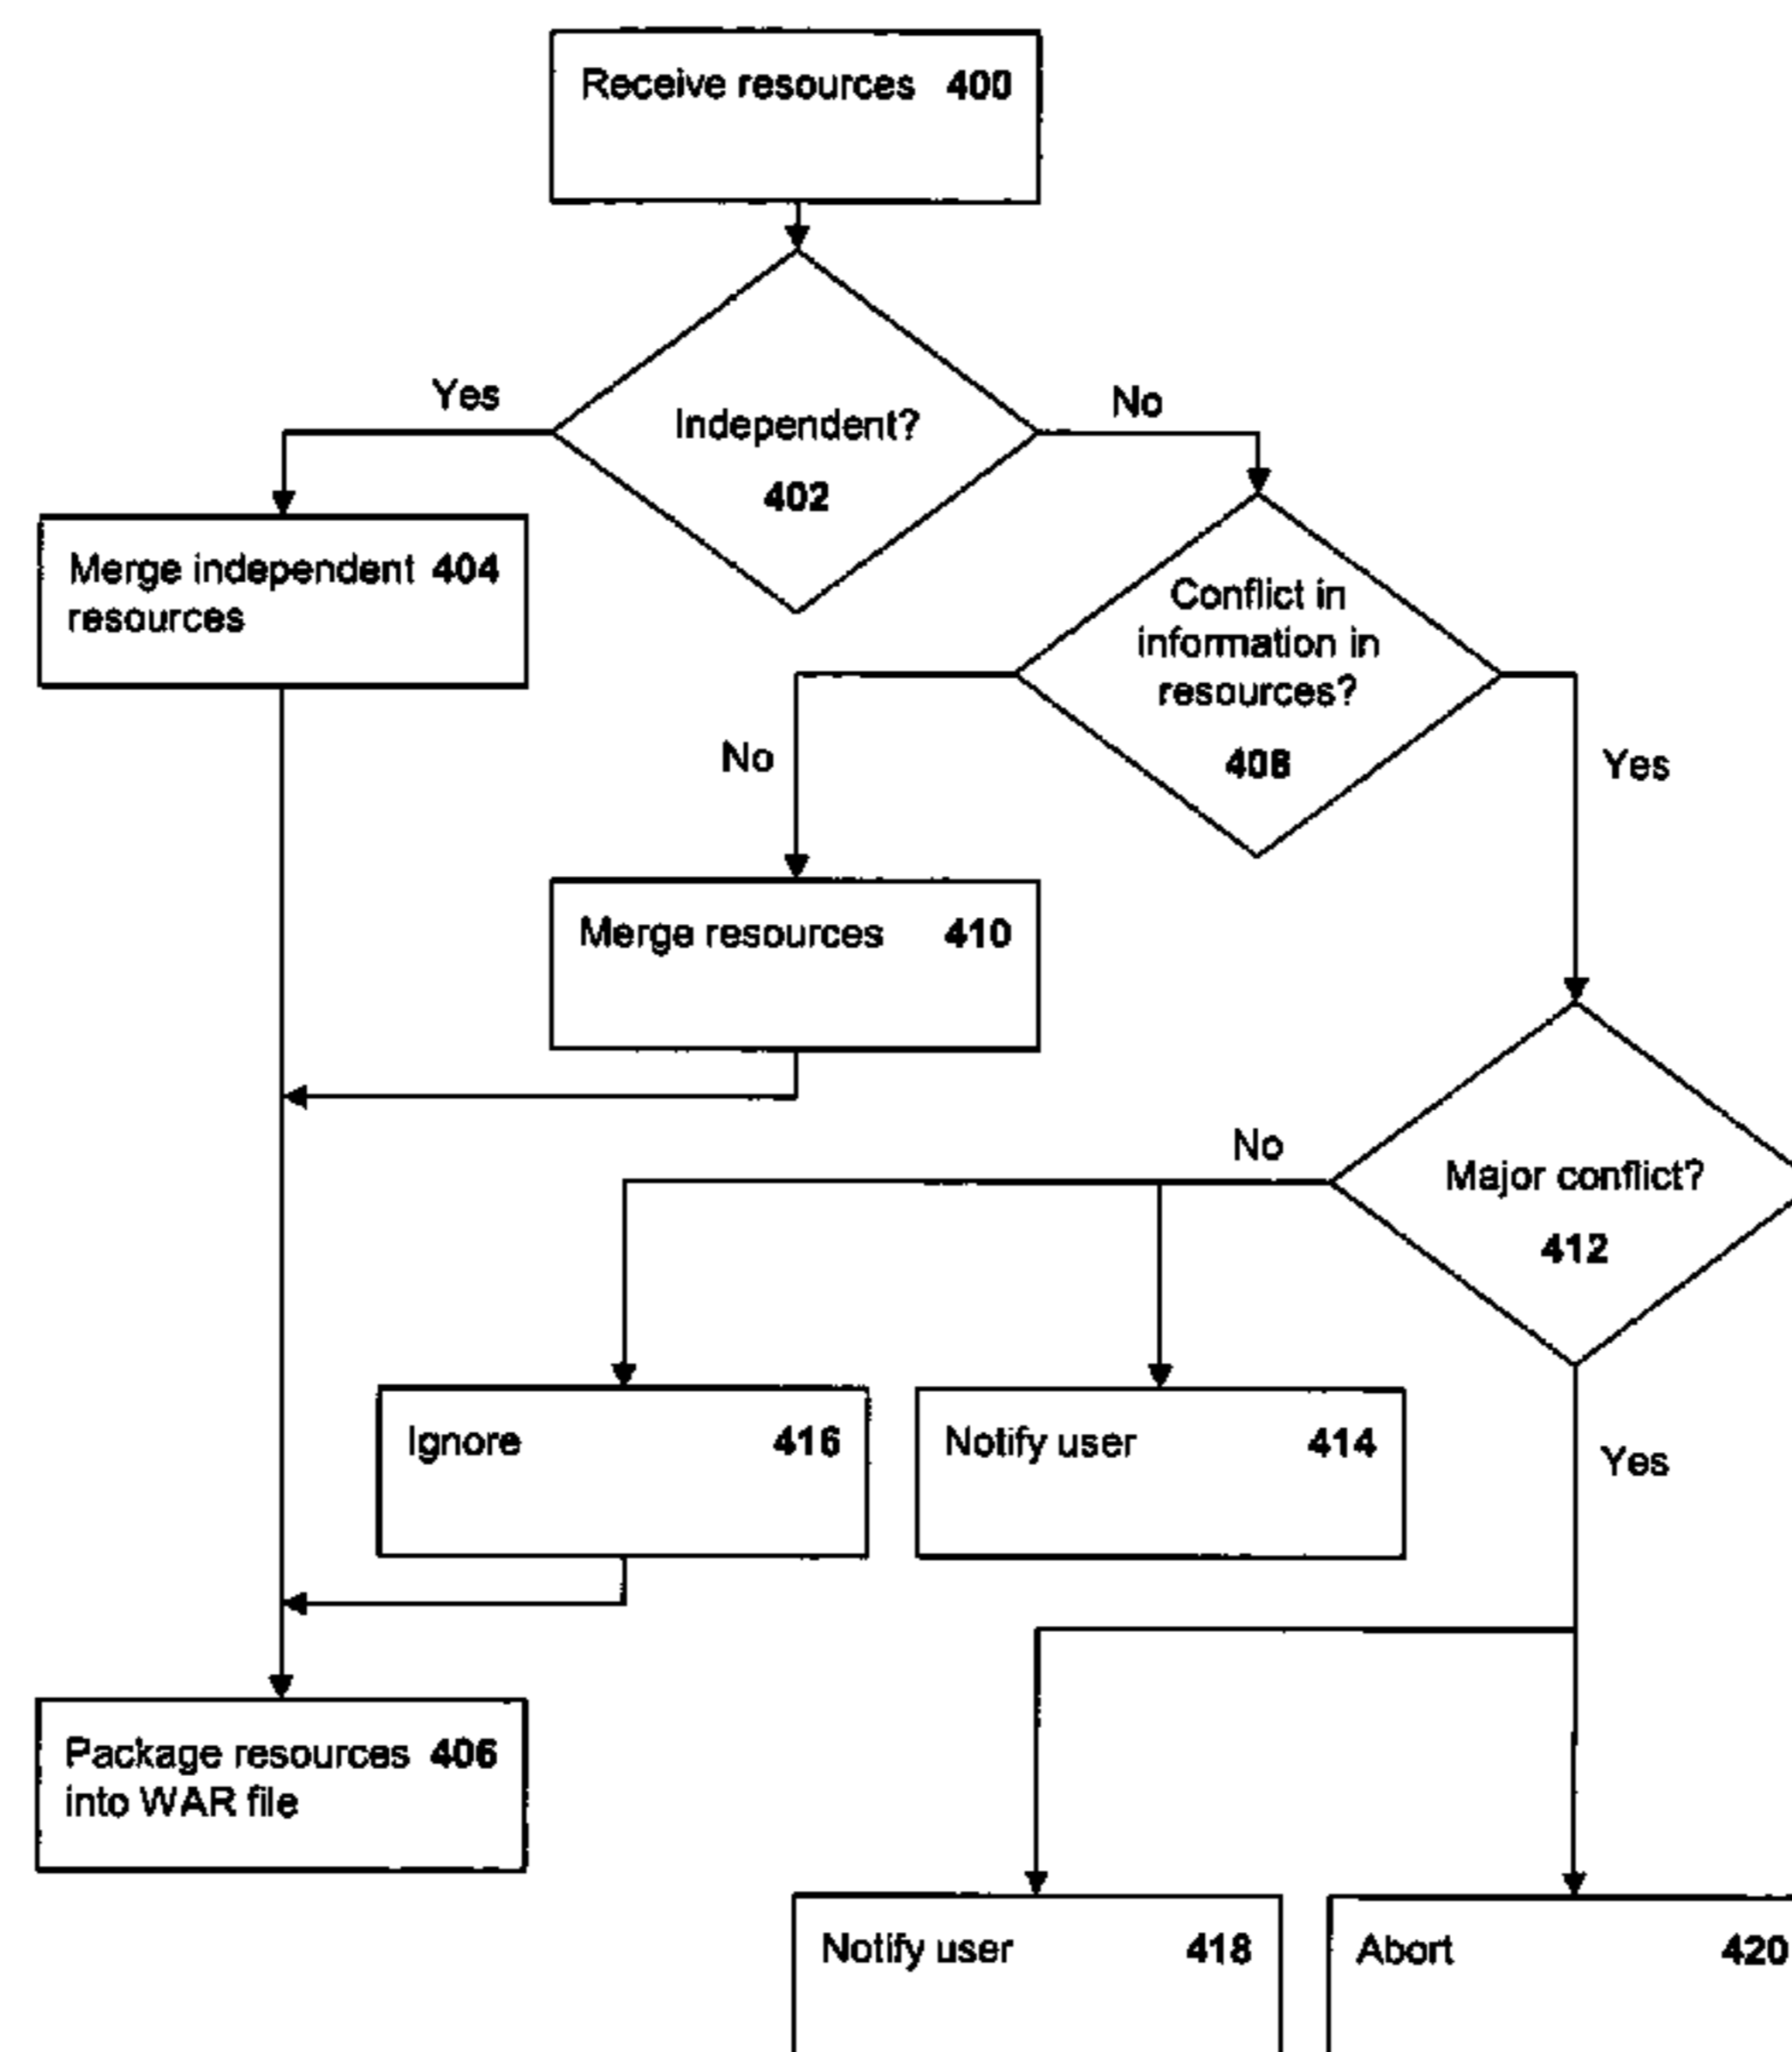 Receive resources 400
Yes
No
Independent?
402
Merge independent 404
resources
Conflict in
information in
resources?
408
No
Yes
Merge resources 410
No
Major conflict?
412
Ignore 416
Notify user 414
Yes
Package resources 406
into WAR file
Notify user 418
Abort 420